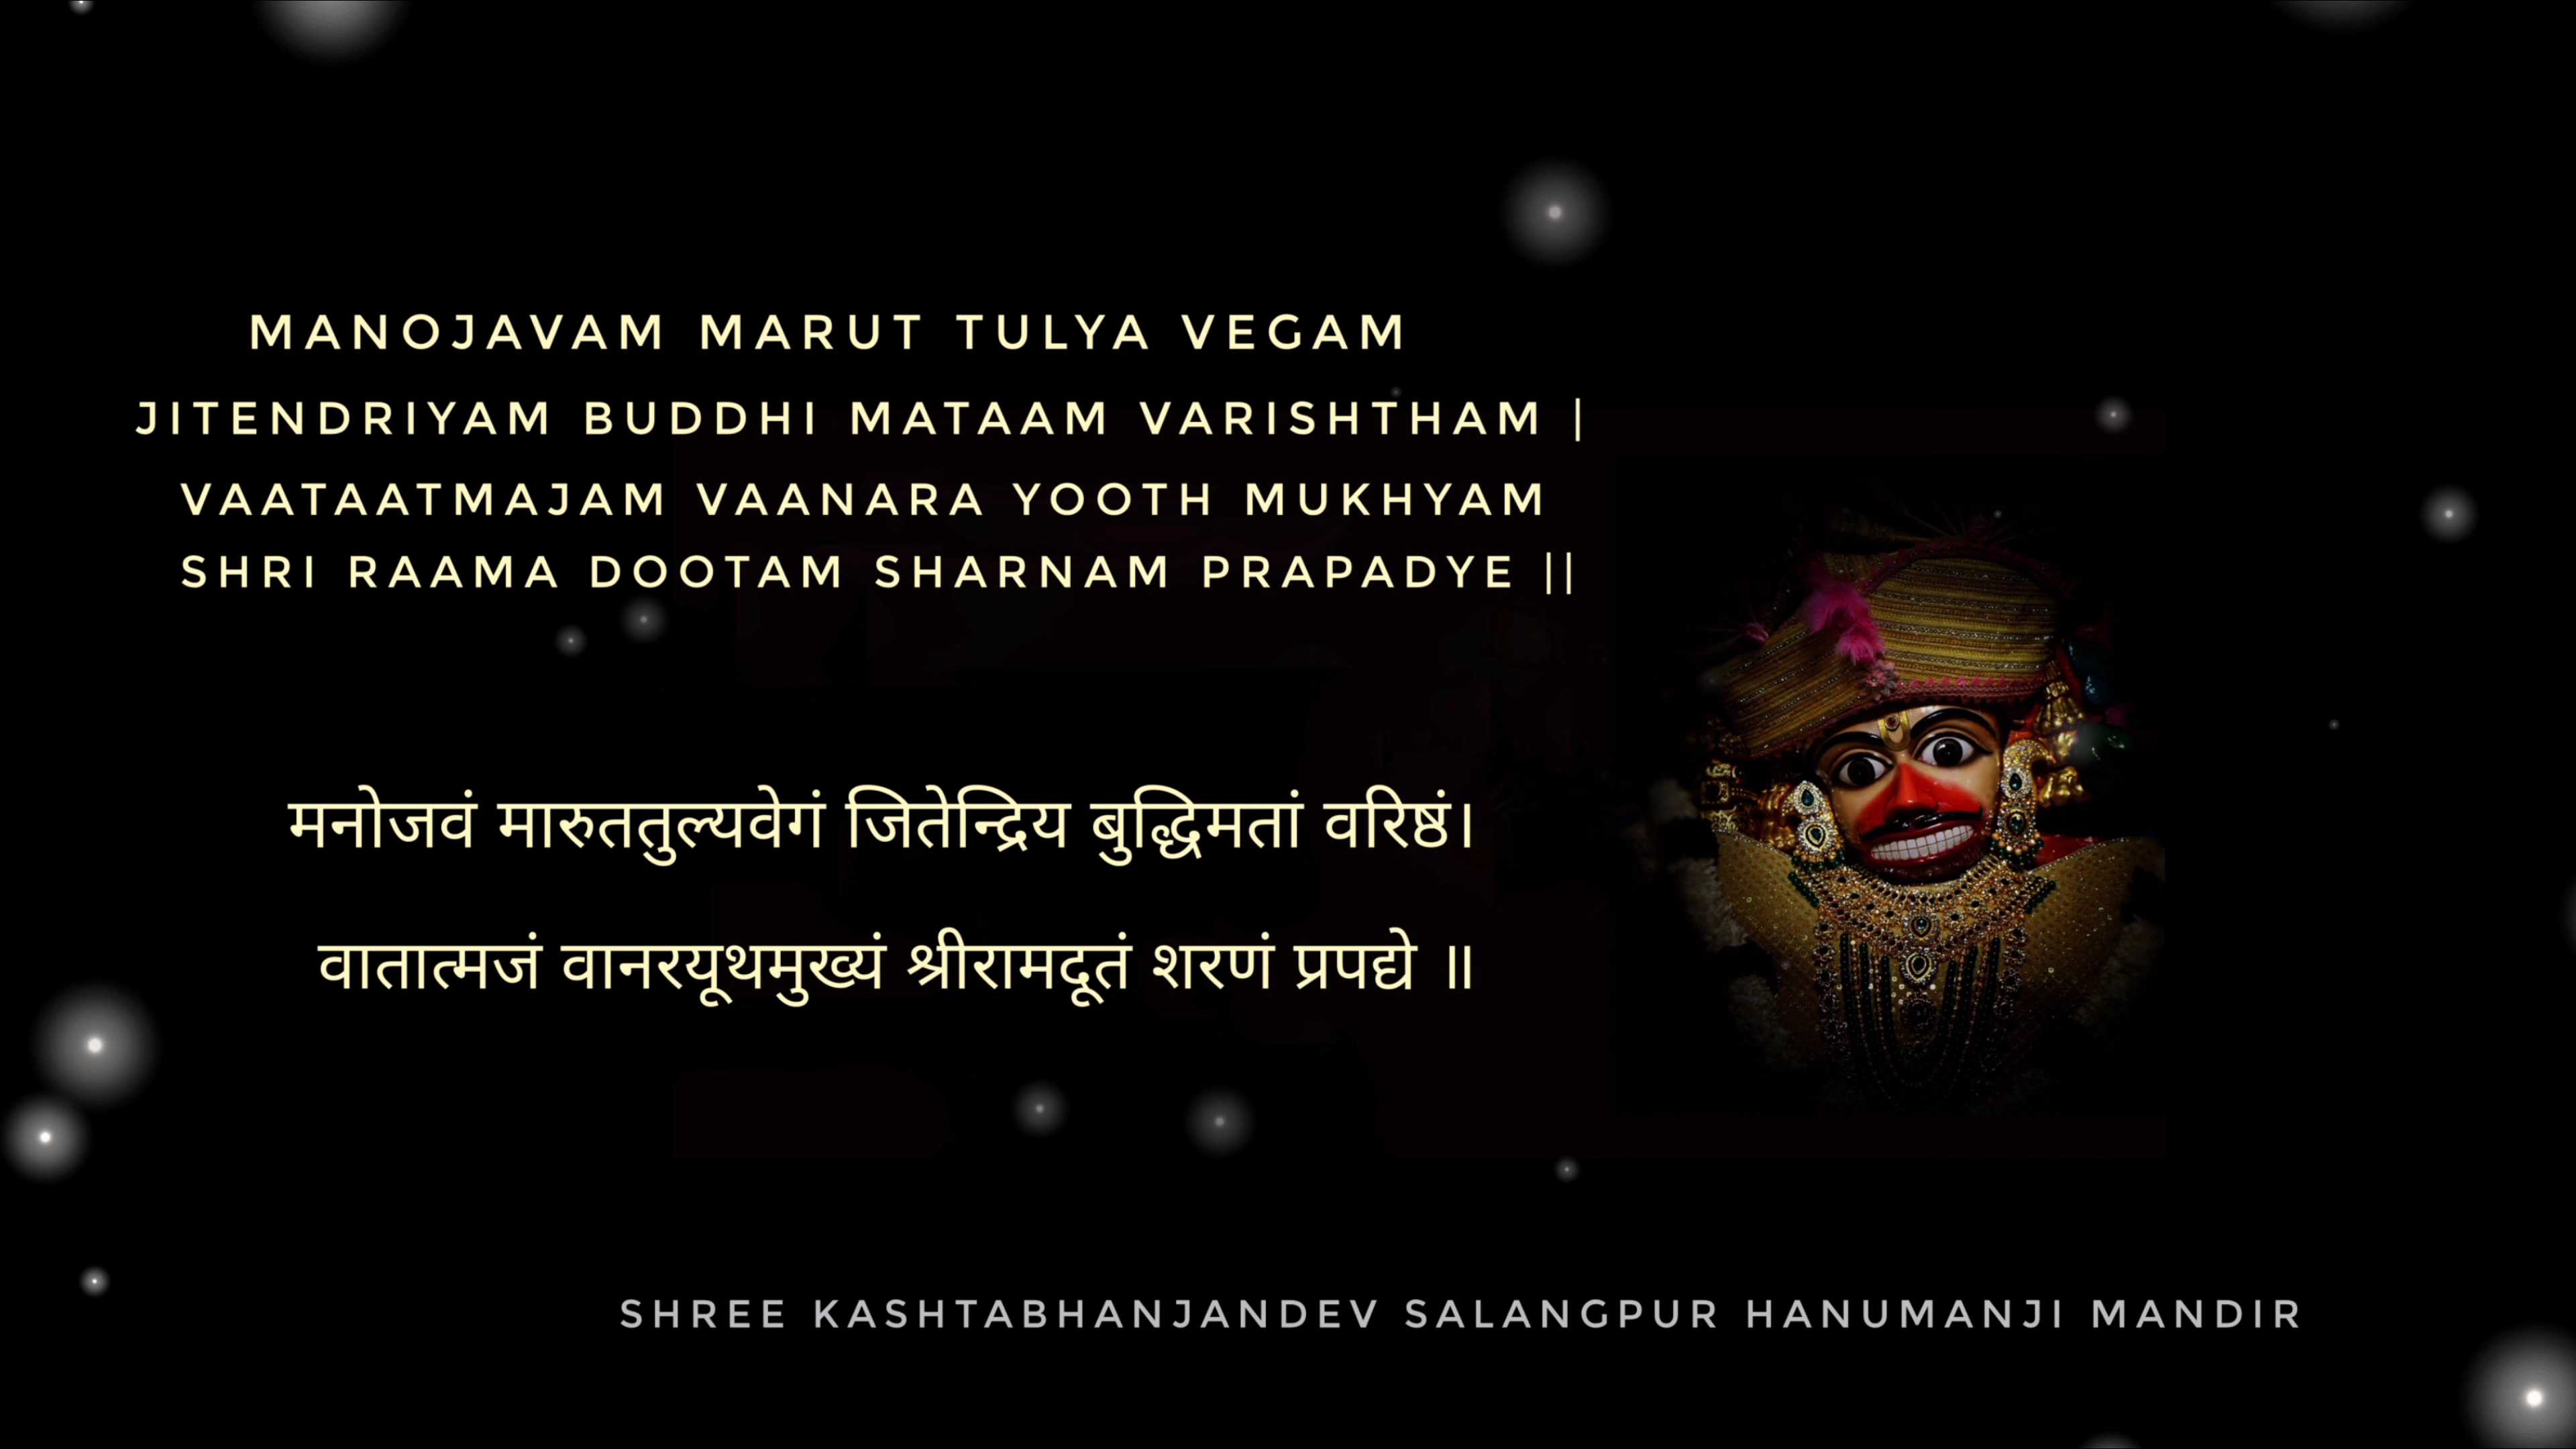 MANOJAVAM MARUT TULYA VEGAM
JITENDRIYAM BUDDHI MATAAM VARISHTHAM |
VAATAATMAJAM VAANARA YOOTH MUKHYAM
SHRI RAAMA DOOTAM SHARNAM PRAPADYE ||
मनोजवं मारुततुल्यवेगं जितेन्द्रिय बुद्धिमतां वरिष्ठं।
वातात्मजं वानरयूथमुख्यं श्रीरामदूतं शरणं प्रपद्ये ॥
SHREE KASHTABHANJANDEV SALANGPUR HANUMANJI MANDIR